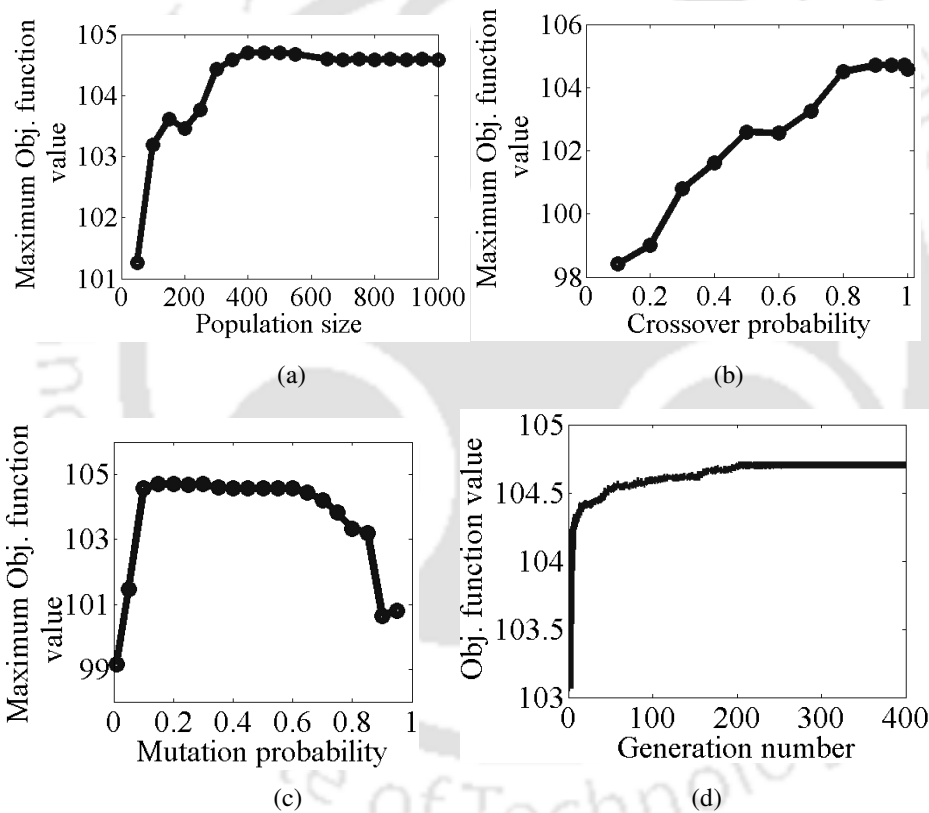 105
104
103
102
101
0 200 400 600 800 1000
Maximum Obj. function
value
Population size
(a)
106
104
102
100
98
0 0.2 0.4 0.6 0.8 1
Maximum Obj. function
value
Crossover probability
(b)
105
103
101
99
0 0.2 0.4 0.6 0.8 1
Maximum Obj. function
value
Mutation probability
(c)
105
104.5
104
103.5
103
0 100 200 300 400
Obj. function value
Generation number
(d)
of Technolo